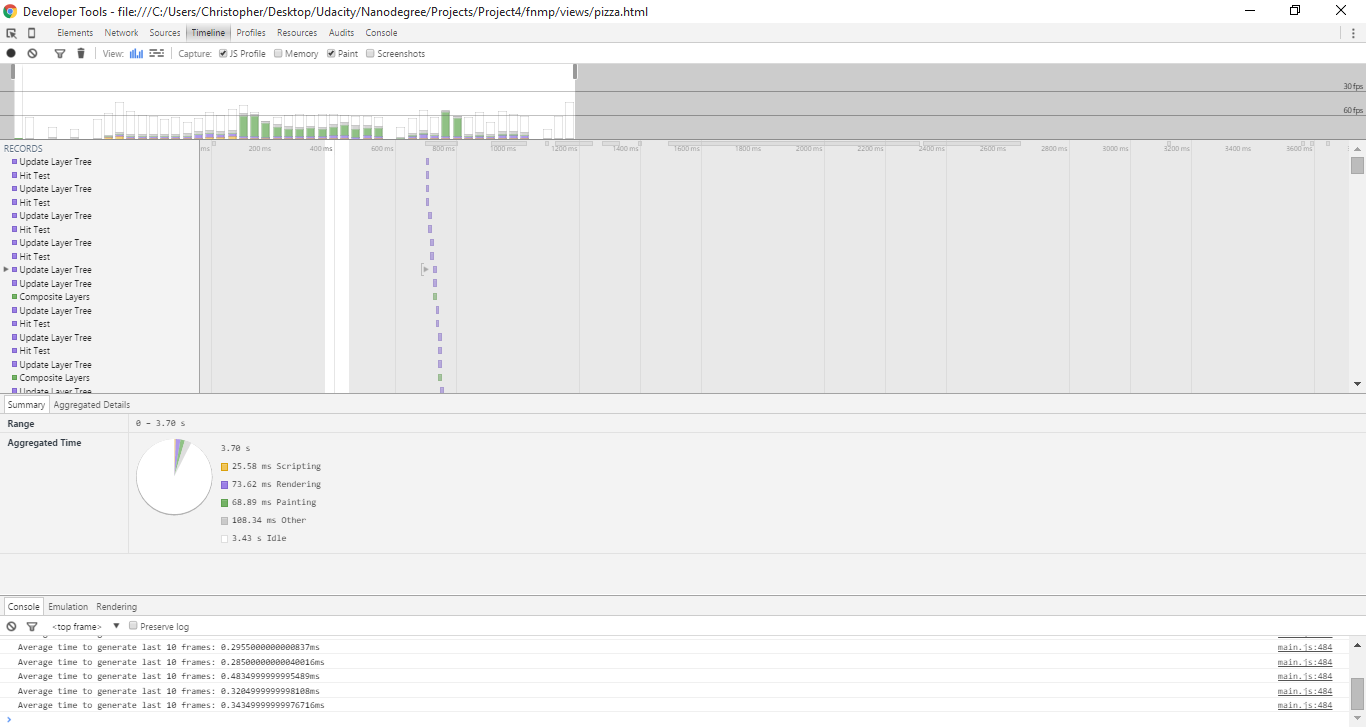 Developer Tools - file:///C:/Users/Christopher/Desktop/Udacity/Nanodegree/Projects/Project4/fnmp/views/pizza.html
Elements Network Sources Timeline Profiles Resources Audits Console
View: Capture: JS Profile Memory Paint Screenshots
30 fps
60 fps
RECORDS
ms 200 ms 400 ms 600 ms 800 ms 1000 ms 1200 ms 1400 ms 1600 ms 1800 ms 2000 ms 2200 ms 2400 ms 2600 ms 2800 ms 3000 ms 3200 ms 3400 ms 3600 ms
Update Layer Tree
Hit Test
Update Layer Tree
Hit Test
Update Layer Tree
Hit Test
Update Layer Tree
Hit Test
Update Layer Tree
Update Layer Tree
Composite Layers
Update Layer Tree
Hit Test
Update Layer Tree
Hit Test
Update Layer Tree
Composite Layers
Update Layer Tree
Summary Aggregated Details
Range 0 – 3.70 s
Aggregated Time
3.70 s
25.58 ms Scripting
73.62 ms Rendering
68.89 ms Painting
108.34 ms Other
3.43 s Idle
Console Emulation Rendering
<top frame> Preserve log
Average time to generate last 10 frames: 0.2955000000000837ms main.js:484
Average time to generate last 10 frames: 0.28500000000040016ms main.js:484
Average time to generate last 10 frames: 0.4834999999995489ms main.js:484
Average time to generate last 10 frames: 0.3204999999998108ms main.js:484
Average time to generate last 10 frames: 0.34349999999976716ms main.js:484